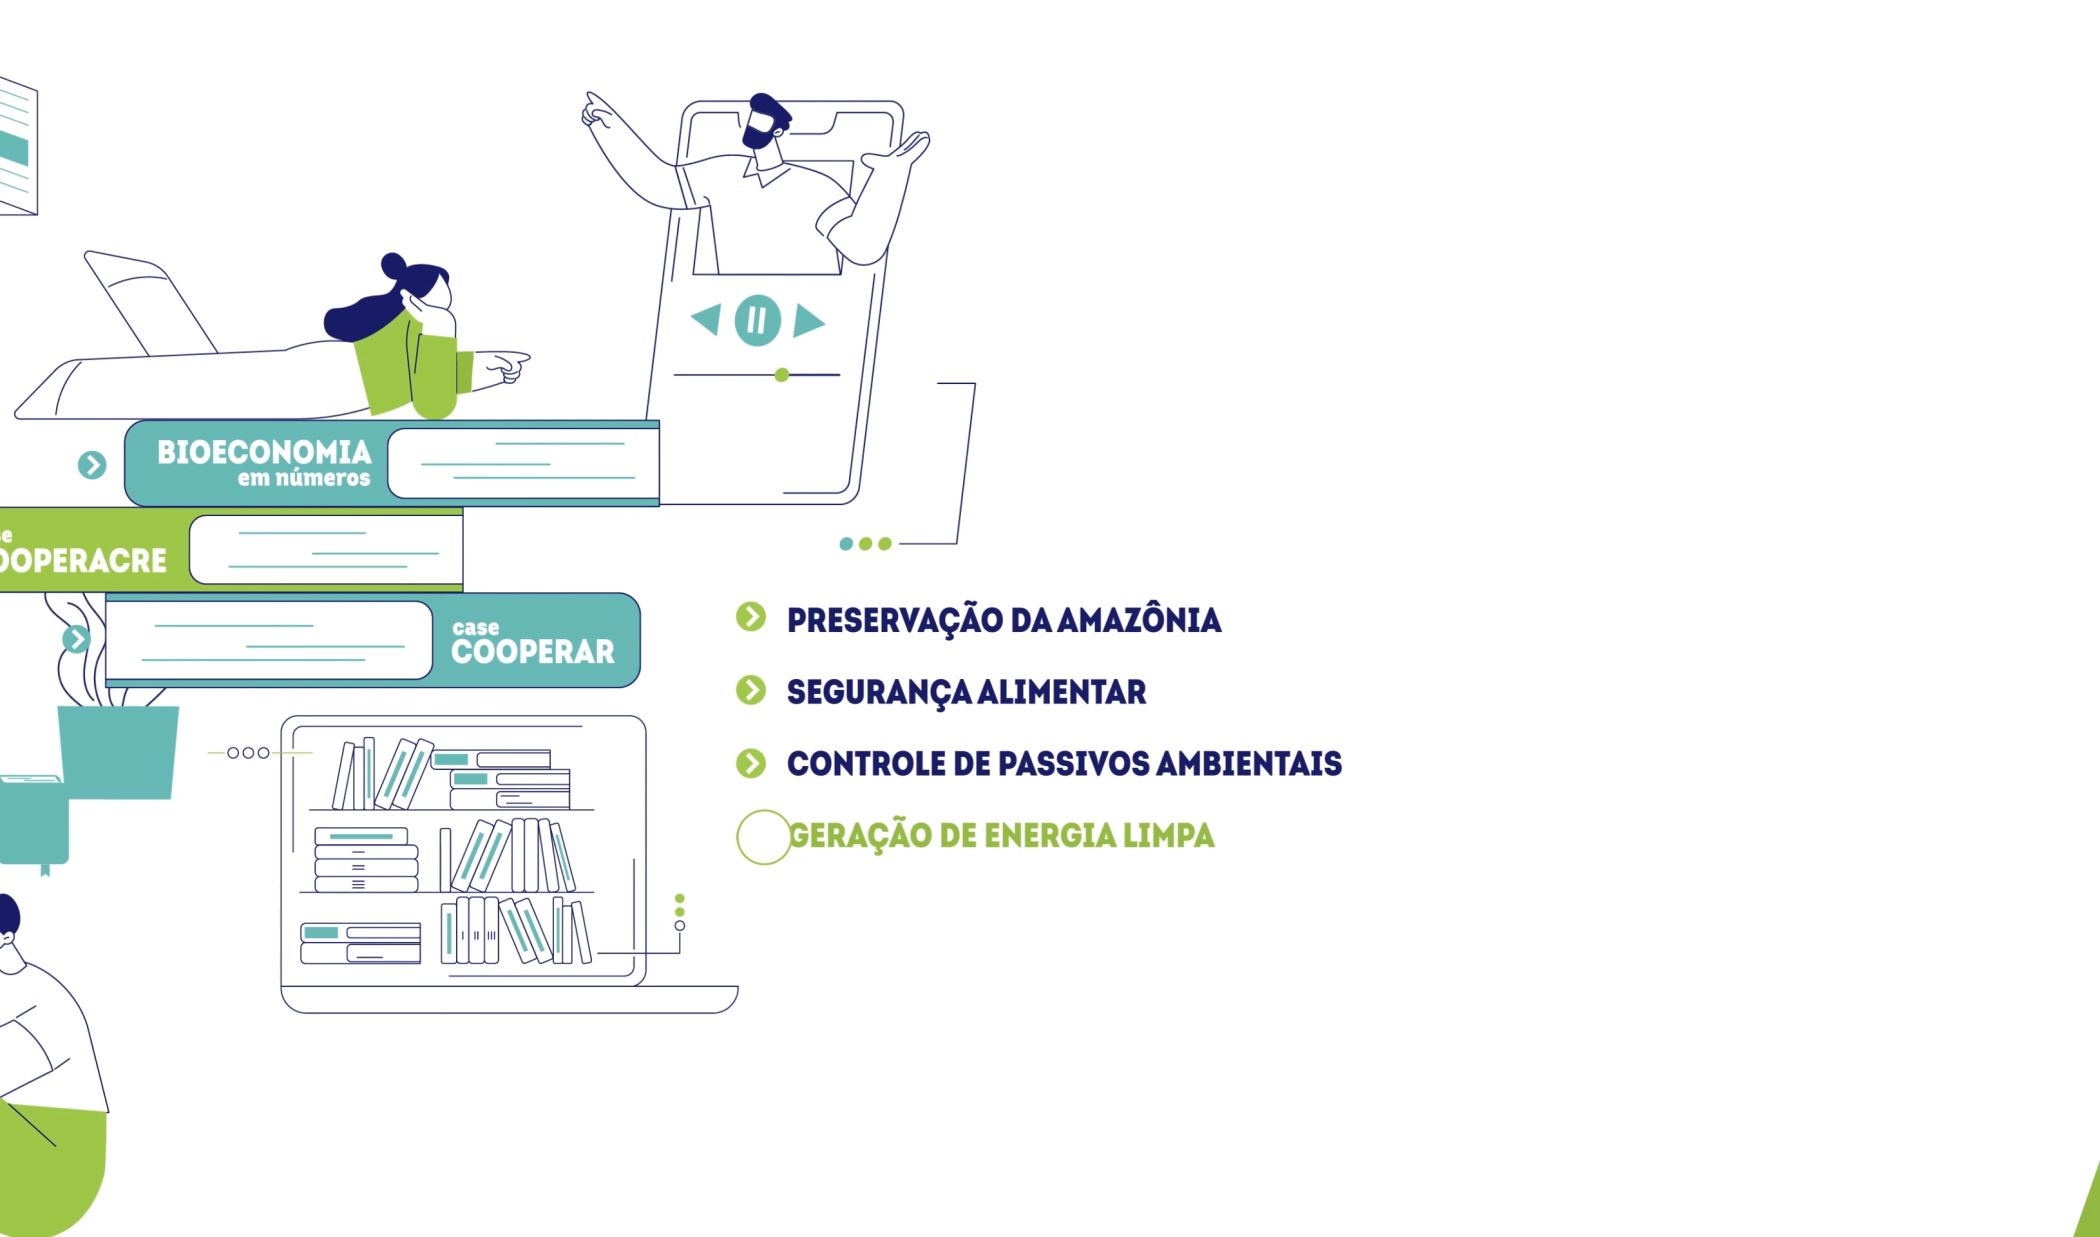 BIOECONOMIA
em números
se
OOPERACRE
case
COOPERAR
PRESERVAÇÃO DA AMAZÔNIA
SEGURANÇA ALIMENTAR
CONTROLE DE PASSIVOS AMBIENTAIS
GERAÇÃO DE ENERGIA LIMPA